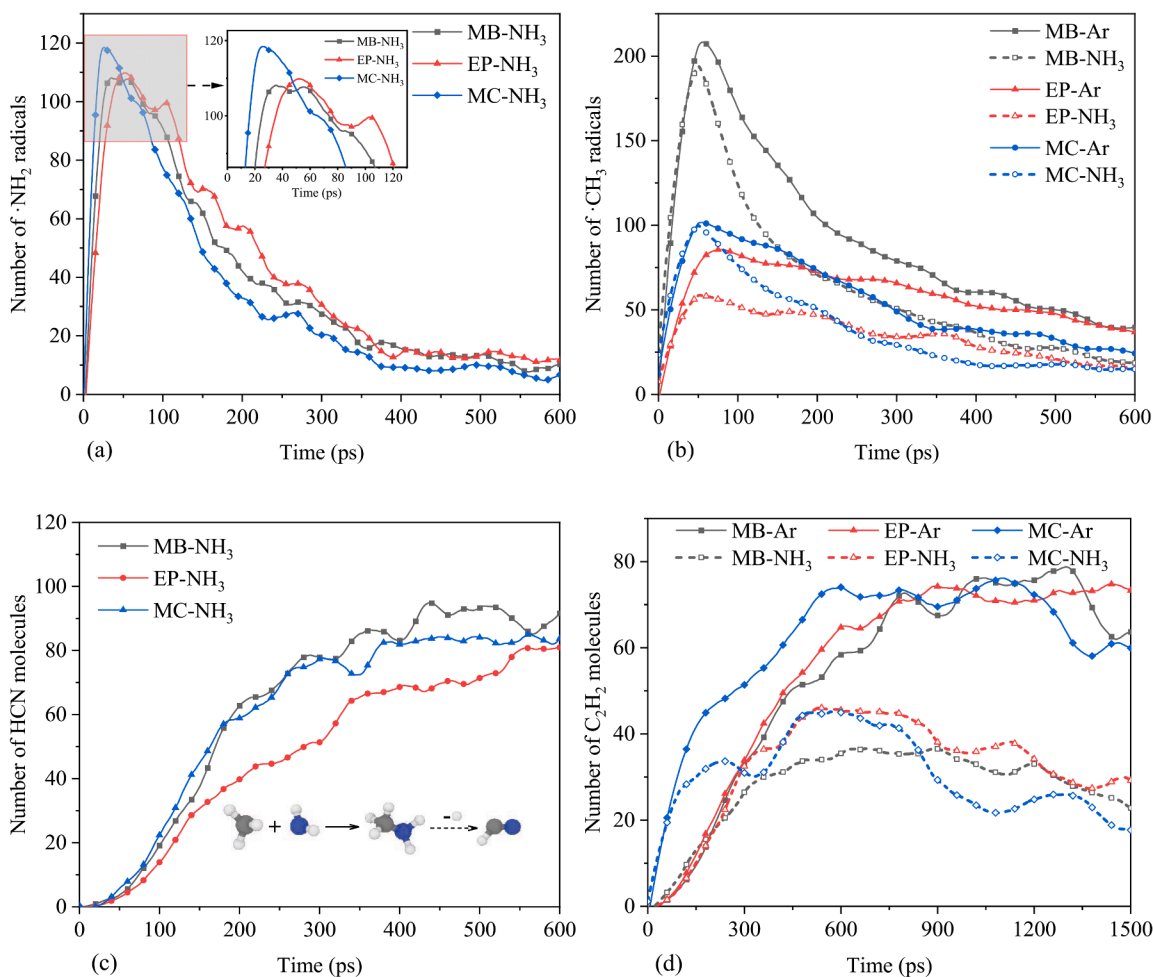 120
100
80
60
40
20
0
Number of ·NH₂ radicals
0 100 200 300 400 500 600
Time (ps)
(a)
MB-NH₃
EP-NH₃
MC-NH₃
120
100
20 40 60 80 100 120
Time (ps)
MB-NH₃
EP-NH₃
MC-NH₃
200
150
100
50
0
Number of ·CH₃ radicals
0 100 200 300 400 500 600
Time (ps)
(b)
MB-Ar
MB-NH₃
EP-Ar
EP-NH₃
MC-Ar
MC-NH₃
120
100
80
60
40
20
0
Number of HCN molecules
0 100 200 300 400 500 600
Time (ps)
(c)
MB-NH₃
EP-NH₃
MC-NH₃
+
-
80
60
40
20
0
Number of C₂H₂ molecules
0 300 600 900 1200 1500
Time (ps)
(d)
MB-Ar EP-Ar MC-Ar
MB-NH₃ EP-NH₃ MC-NH₃